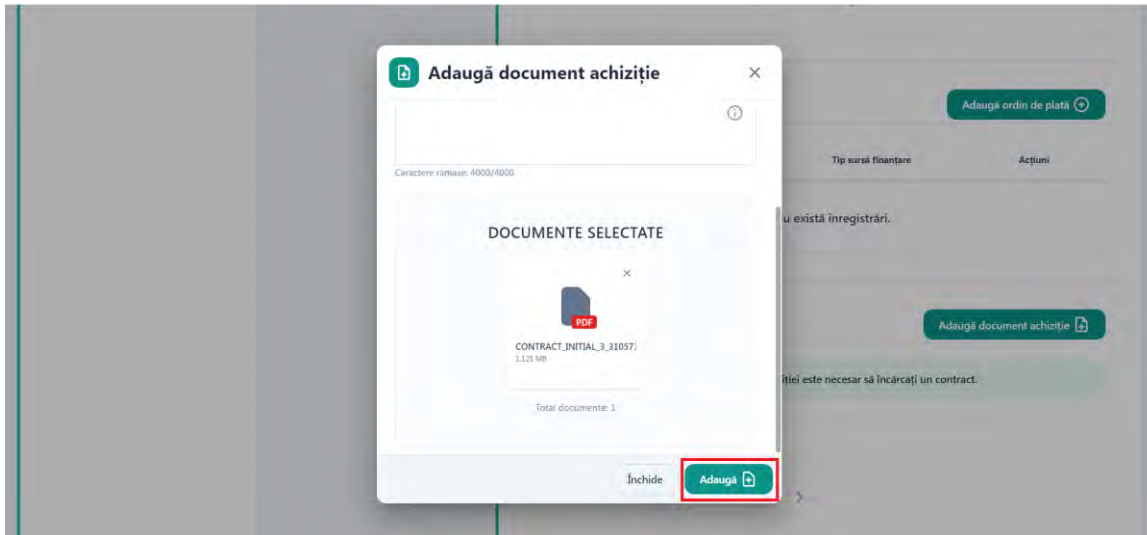 Adaugă document achiziție
Adaugă ordin de plată
Caractere rămase: 4000/4000
Tip sursă finanțare
Acțiuni
u există înregistrări.
DOCUMENTE SELECTATE
PDF
CONTRACT_INITIAL_3_31057
1.121 MB
Total documente: 1
Adaugă document achiziție
iției este necesar să încărcați un contract.
Închide
Adaugă